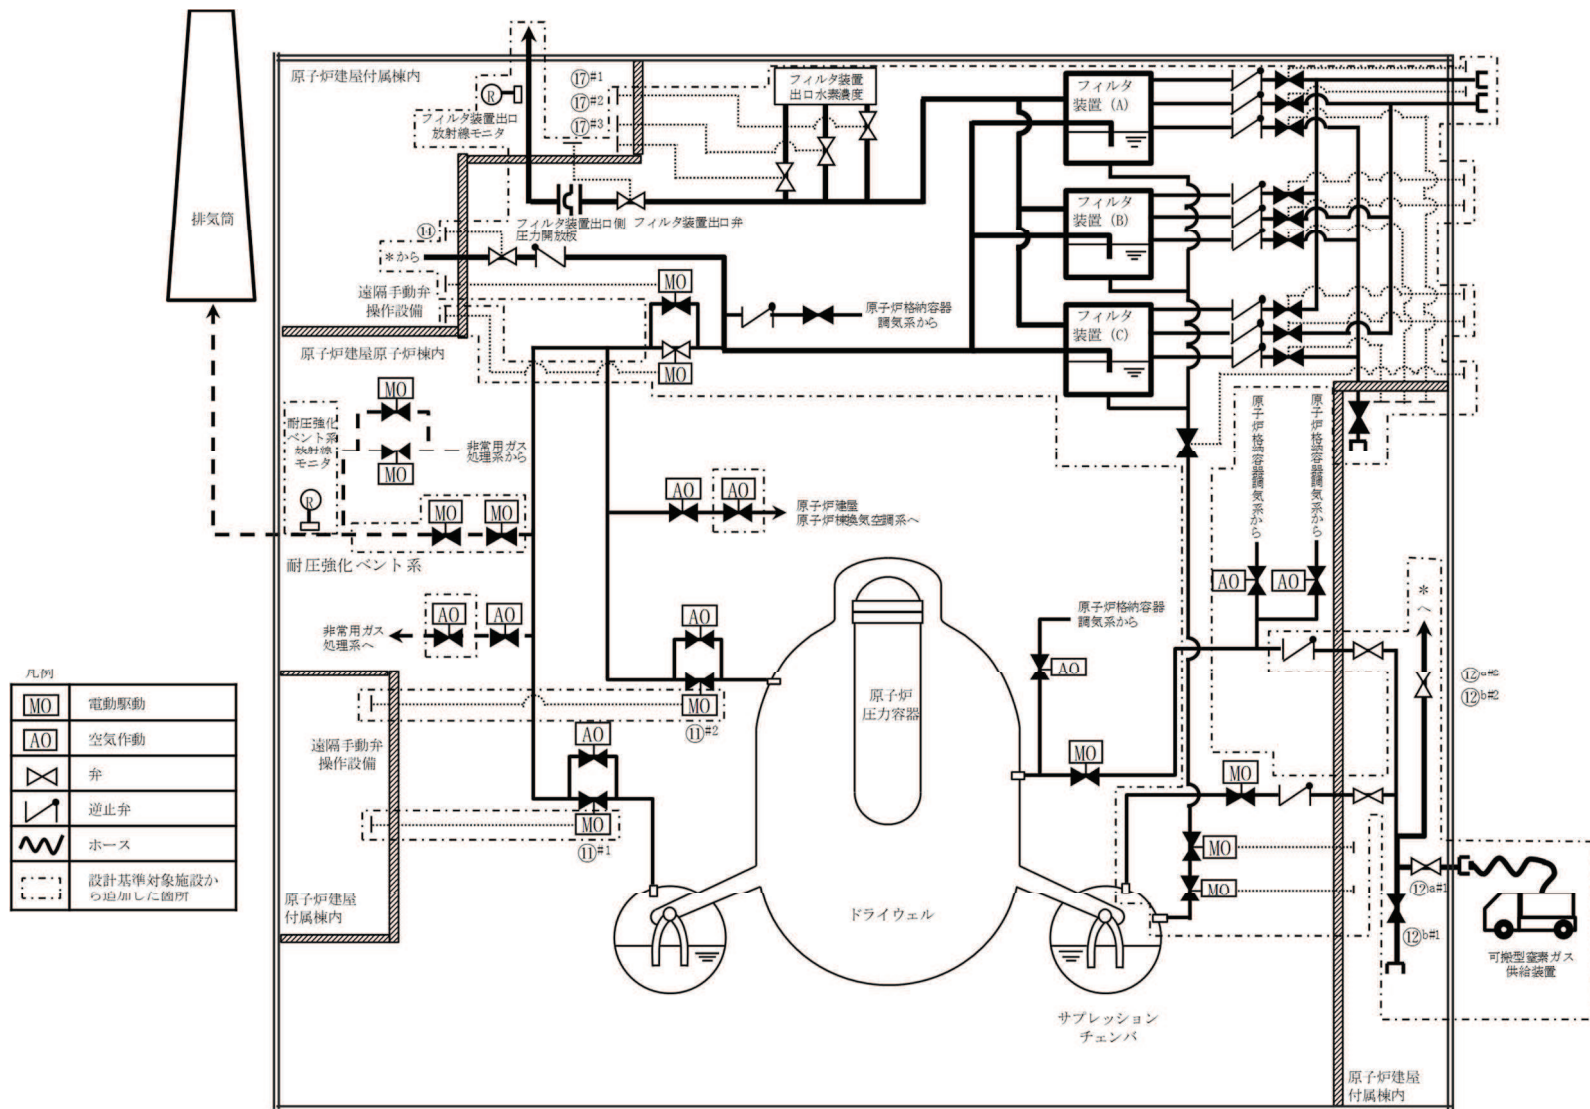 原子炉建屋付属棟内
⑰#1
⑰#2
⑰#3
R
フィルタ装置出口
放射線モニタ
フィルタ装置
出口水素濃度
フィルタ
装置(A)
フィルタ
装置(B)
フィルタ
装置(C)
排気筒
フィルタ装置出口側
圧力開放板
フィルタ装置出口弁
⑭
*から
遠隔手動弁
操作設備
MO
MO
原子炉格納容器
調気系から
原子炉建屋原子炉棟内
MO
MO
耐圧強化
ベント系
放射線
モニタ
R
非常用ガス
処理系から
MO
MO
耐圧強化ベント系
AO
AO
原子炉建屋
原子炉棟換気空調系へ
原子炉格納容器調気系から
原子炉格納容器調気系から
AO
AO
AO
AO
非常用ガス
処理系へ
AO
MO
⑪#2
原子炉格納容器
調気系から
AO
MO
*へ
原子炉
圧力容器
⑫b#2
凡例
MO
電動駆動
AO
空気作動
弁
逆止弁
ホース
設計基準対象施設か
ら追加した箇所
遠隔手動弁
操作設備
AO
MO
⑪#1
原子炉建屋
付属棟内
MO
MO
MO
ドライウェル
サプレッション
チェンバ
⑫a#1
⑫b#1
可搬型窒素ガス
供給装置
原子炉建屋
付属棟内